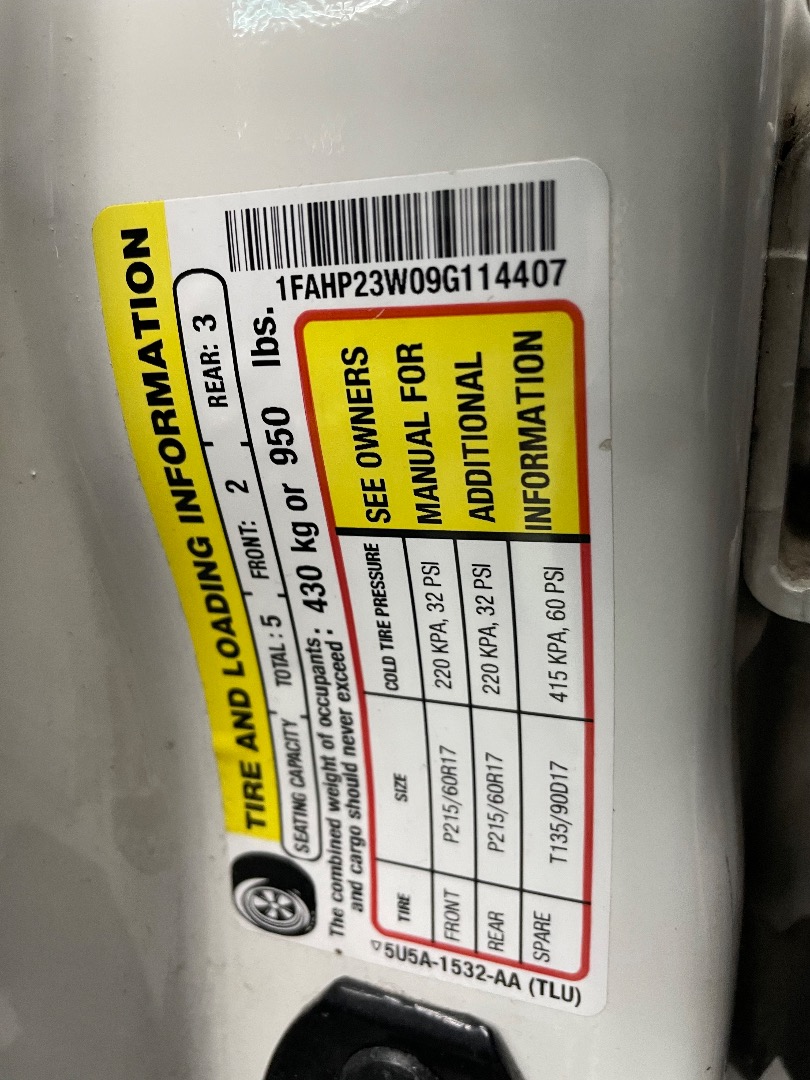 TIRE AND LOADING INFORMATION
SEATING CAPACITY TOTAL : 5 FRONT: 2 REAR: 3
The combined weight of occupants
and cargo should never exceed : 430 kg or 950 lbs.
1FAHP23W09G114407
TIRE SIZE COLD TIRE PRESSURE
FRONT P215/60R17 220 KPA, 32 PSI
REAR P215/60R17 220 KPA, 32 PSI
SPARE T135/90D17 415 KPA, 60 PSI
SEE OWNERS
MANUAL FOR
ADDITIONAL
INFORMATION
5U5A-1532-AA (TLU)